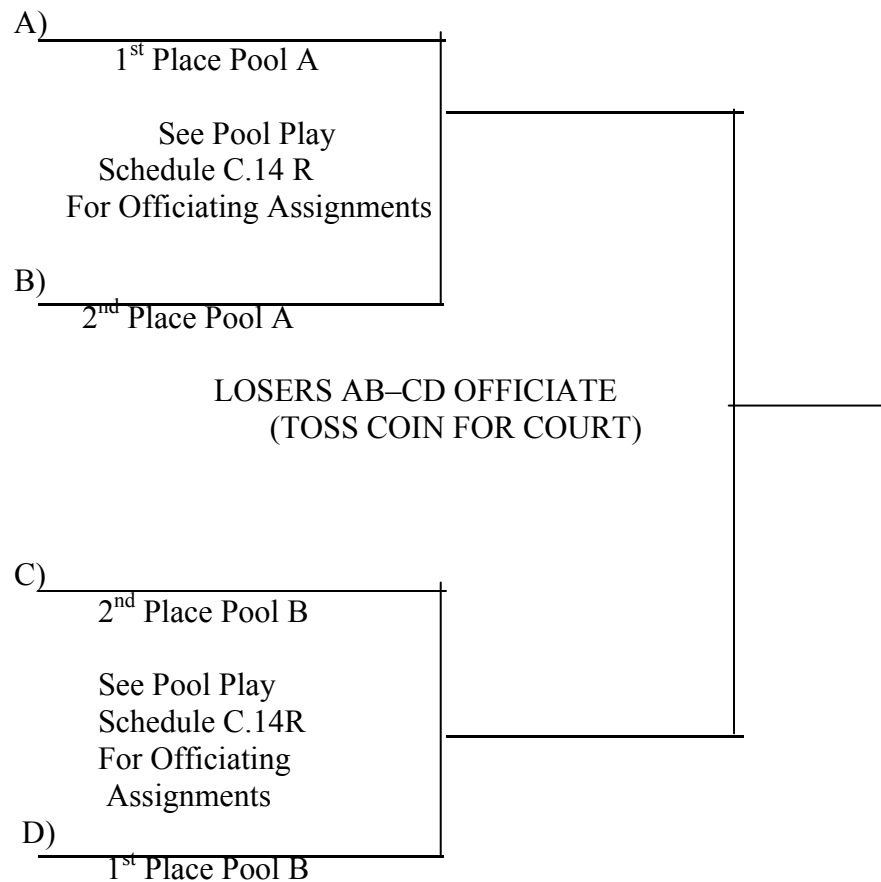 A)
1st Place Pool A
See Pool Play
Schedule C.14 R
For Officiating Assignments
B)
2nd Place Pool A
LOSERS AB–CD OFFICIATE
(TOSS COIN FOR COURT)
C)
2nd Place Pool B
See Pool Play
Schedule C.14R
For Officiating
Assignments
D)
1st Place Pool B